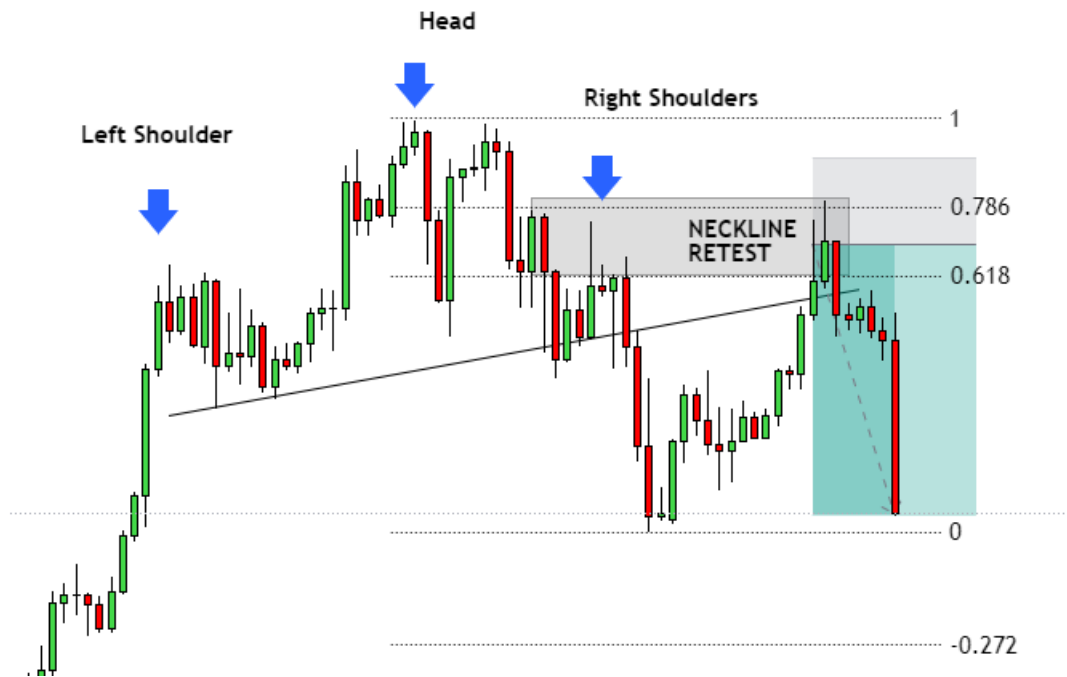 Head
Right Shoulders
Left Shoulder
1
0.786
NECKLINE
RETEST
0.618
0
-0.272